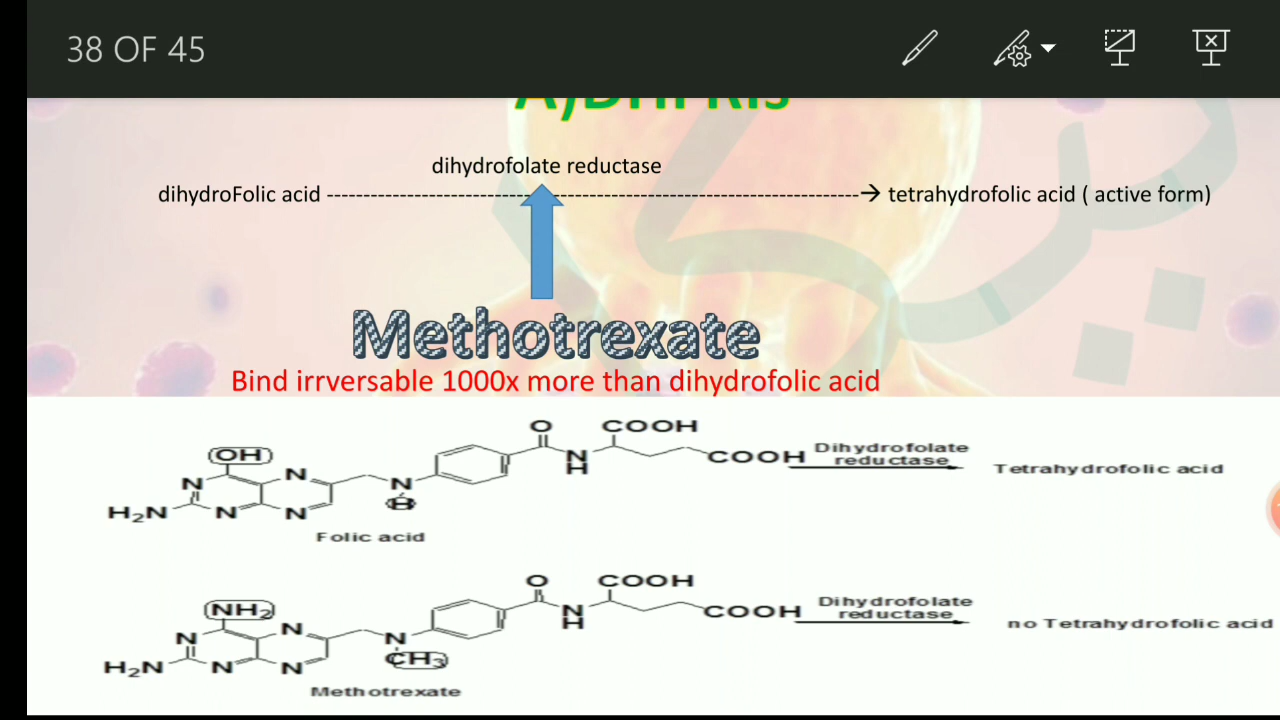 38 OF 45
A)DHFRIs
dihydrofolate reductase
dihydroFolic acid ------------------------------------------------------------------------→ tetrahydrofolic acid ( active form)
Methotrexate
Bind irrversable 1000x more than dihydrofolic acid
O COOH
OH N N H COOH Dihydrofolate reductase Tetrahydrofolic acid
N N H
H2N N N
Folic acid
O COOH
NH2 N N H COOH Dihydrofolate reductase no Tetrahydrofolic acid
N N CH3
H2N N N
Methotrexate